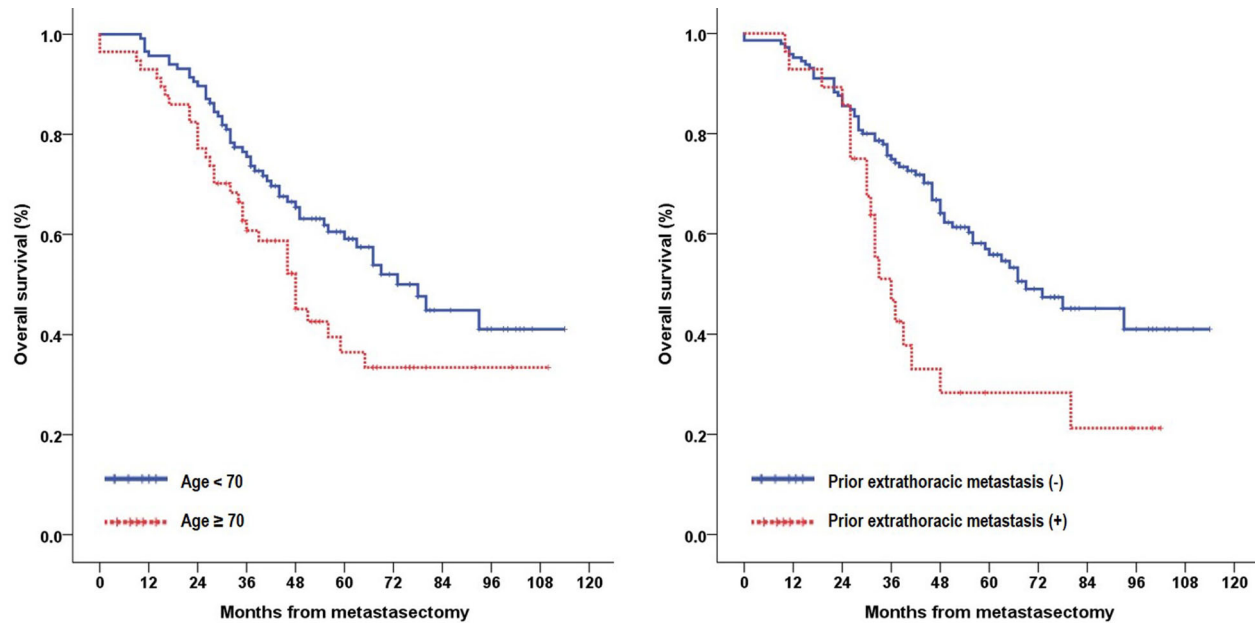 Overall survival (%)
1.0
0.8
0.6
0.4
0.2
0.0
Age < 70
Age ≥ 70
0 12 24 36 48 60 72 84 96 108 120
Months from metastasectomy
Overall survival (%)
1.0
0.8
0.6
0.4
0.2
0.0
Prior extrathoracic metastasis (-)
Prior extrathoracic metastasis (+)
0 12 24 36 48 60 72 84 96 108 120
Months from metastasectomy